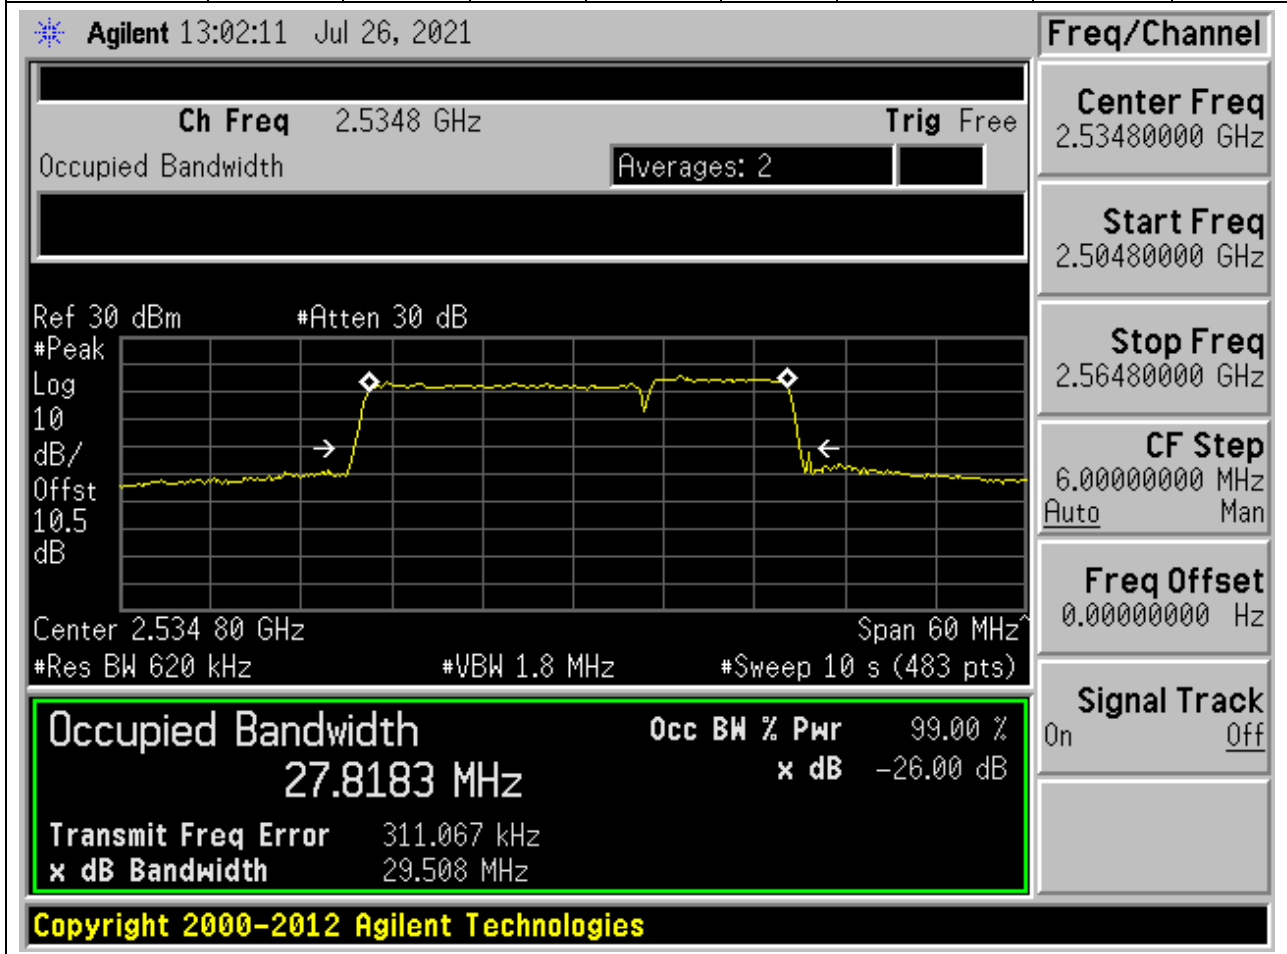 Agilent 13:02:11 Jul 26, 2021
Ch Freq 2.5348 GHz Trig Free
Occupied Bandwidth Averages: 2
Ref 30 dBm #Atten 30 dB
#Peak
Log
10
dB/
Offst
10.5
dB
Center 2.534 80 GHz Span 60 MHz^
#Res BW 620 kHz #VBW 1.8 MHz #Sweep 10 s (483 pts)
Occupied Bandwidth Occ BW % Pwr 99.00 %
27.8183 MHz x dB -26.00 dB
Transmit Freq Error 311.067 kHz
x dB Bandwidth 29.508 MHz
Copyright 2000-2012 Agilent Technologies
Freq/Channel
Center Freq
2.53480000 GHz
Start Freq
2.50480000 GHz
Stop Freq
2.56480000 GHz
CF Step
6.00000000 MHz
Auto Man
Freq Offset
0.00000000 Hz
Signal Track
On Off